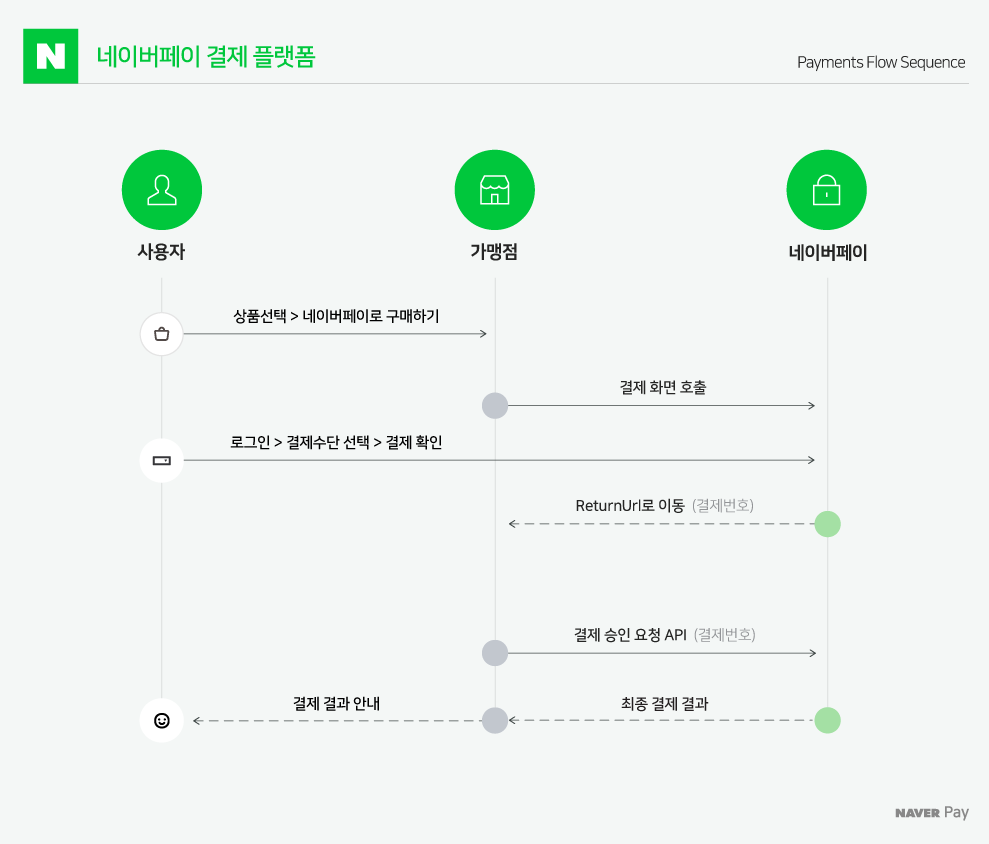 N 네이버페이 결제 플랫폼
Payments Flow Sequence
사용자
가맹점
네이버페이
상품선택 > 네이버페이로 구매하기
결제 화면 호출
로그인 > 결제수단 선택 > 결제 확인
ReturnUrl로 이동 (결제번호)
결제 승인 요청 API (결제번호)
결제 결과 안내
최종 결제 결과
NAVER Pay